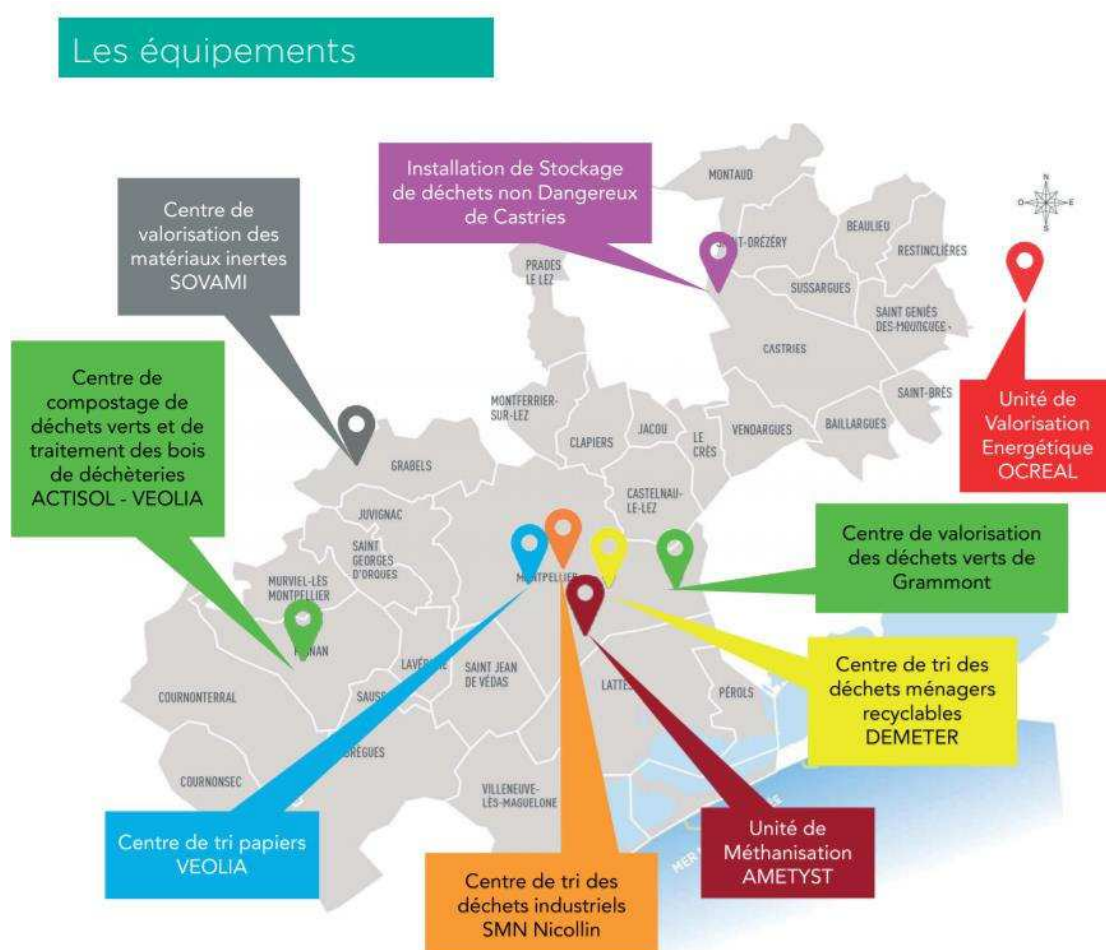 Les équipements
Installation de Stockage
de déchets non Dangereux
de Castries
Centre de
valorisation des
matériaux inertes
SOVAMI
Centre de
compostage de
déchets verts et de
traitement des bois
de déchèteries
ACTISOL - VEOLIA
Unité de
Valorisation
Energétique
OCREAL
Centre de valorisation
des déchets verts de
Grammont
Centre de tri des
déchets ménagers
recyclables
DEMETER
Unité de
Méthanisation
AMETYST
Centre de tri des
déchets industriels
SMN Nicollin
Centre de tri papiers
VEOLIA
N
O
E
S
MONTAUD
BEAULIEU
RESTINCLIÈRES
PRADES
LE LEZ
SUSSARGUES
SAINT GENIÈS
CASTRIES
SAINT-BRÈS
MONTFERRIER-
SUR-LEZ
CLAPIERS
JACOU
LE
CRÈS
VENDARGUES
BAILLARGUES
GRABELS
CASTELNAU-
LE-LEZ
JUVIGNAC
SAINT
GEORGES
D'ORQUES
MURVIEL-LÈS
MONTPELLIER
MONTPELLIER
SAINT JEAN
DE VÉDAS
LATTES
PÉROLS
COURNONTERRAL
COURNONSEC
VILLENEUVE-
LÈS-MAGUELONE
MER